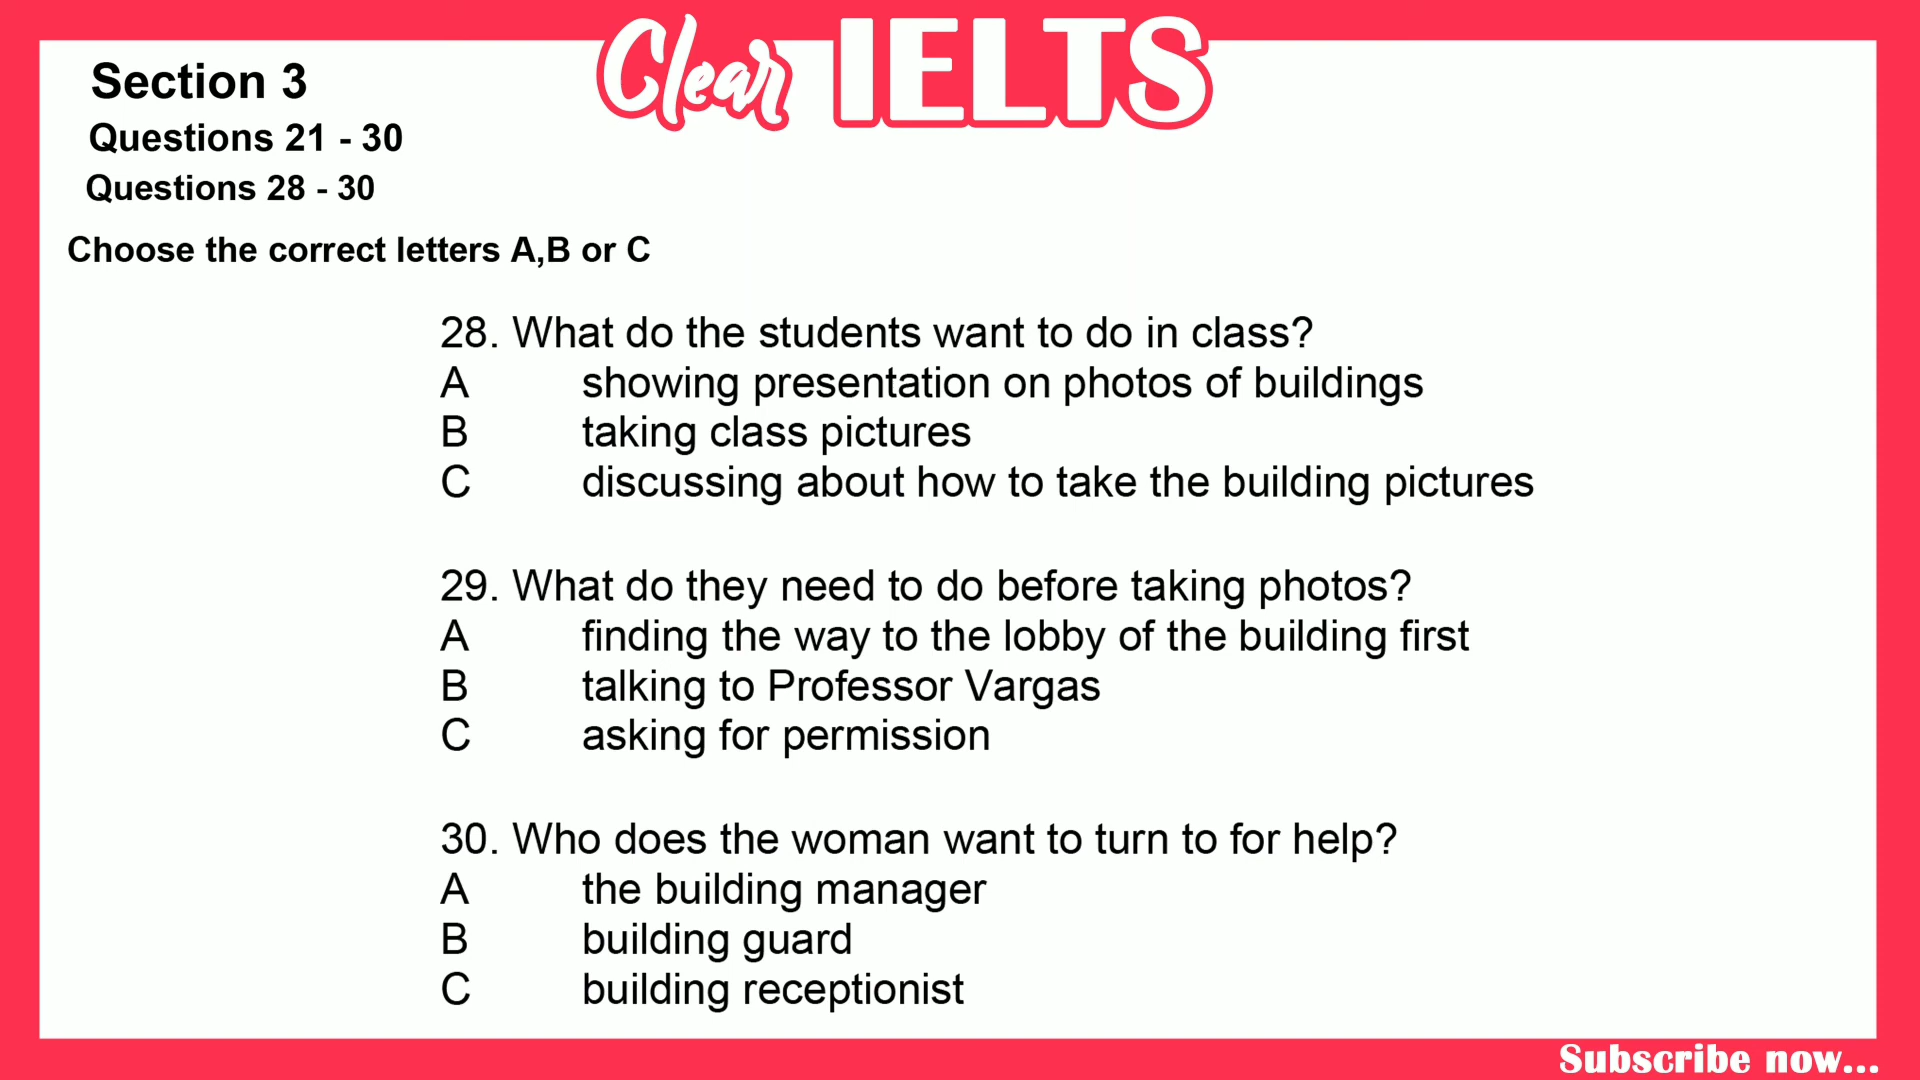 Clear IELTS
Section 3
Questions 21 - 30
Questions 28 - 30
Choose the correct letters A,B or C
28. What do the students want to do in class?
A showing presentation on photos of buildings
B taking class pictures
C discussing about how to take the building pictures
29. What do they need to do before taking photos?
A finding the way to the lobby of the building first
B talking to Professor Vargas
C asking for permission
30. Who does the woman want to turn to for help?
A the building manager
B building guard
C building receptionist
Subscribe now...